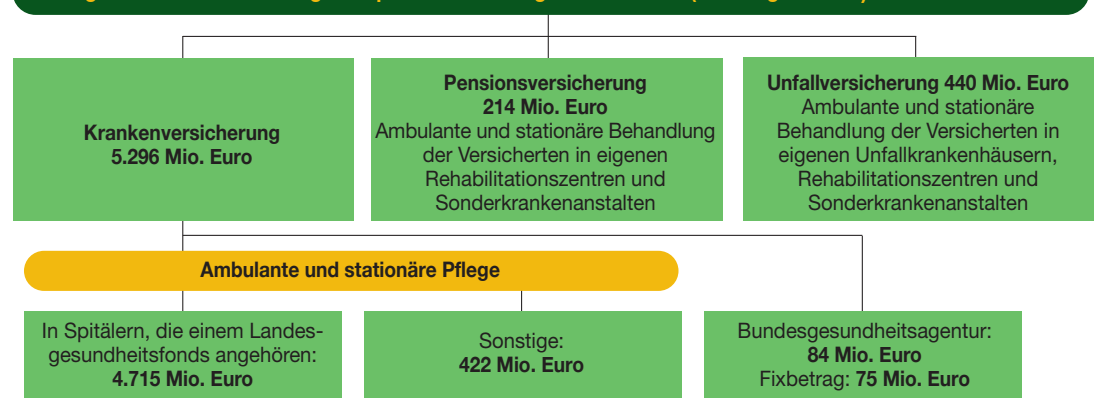 Krankenversicherung
5.296 Mio. Euro
Pensionsversicherung
214 Mio. Euro
Ambulante und stationäre Behandlung
der Versicherten in eigenen
Rehabilitationszentren und
Sonderkrankenanstalten
Unfallversicherung 440 Mio. Euro
Ambulante und stationäre
Behandlung der Versicherten in
eigenen Unfallkrankenhäusern,
Rehabilitationszentren und
Sonderkrankenanstalten
Ambulante und stationäre Pflege
In Spitälern, die einem Landes-
gesundheitsfonds angehören:
4.715 Mio. Euro
Sonstige:
422 Mio. Euro
Bundesgesundheitsagentur:
84 Mio. Euro
Fixbetrag: 75 Mio. Euro